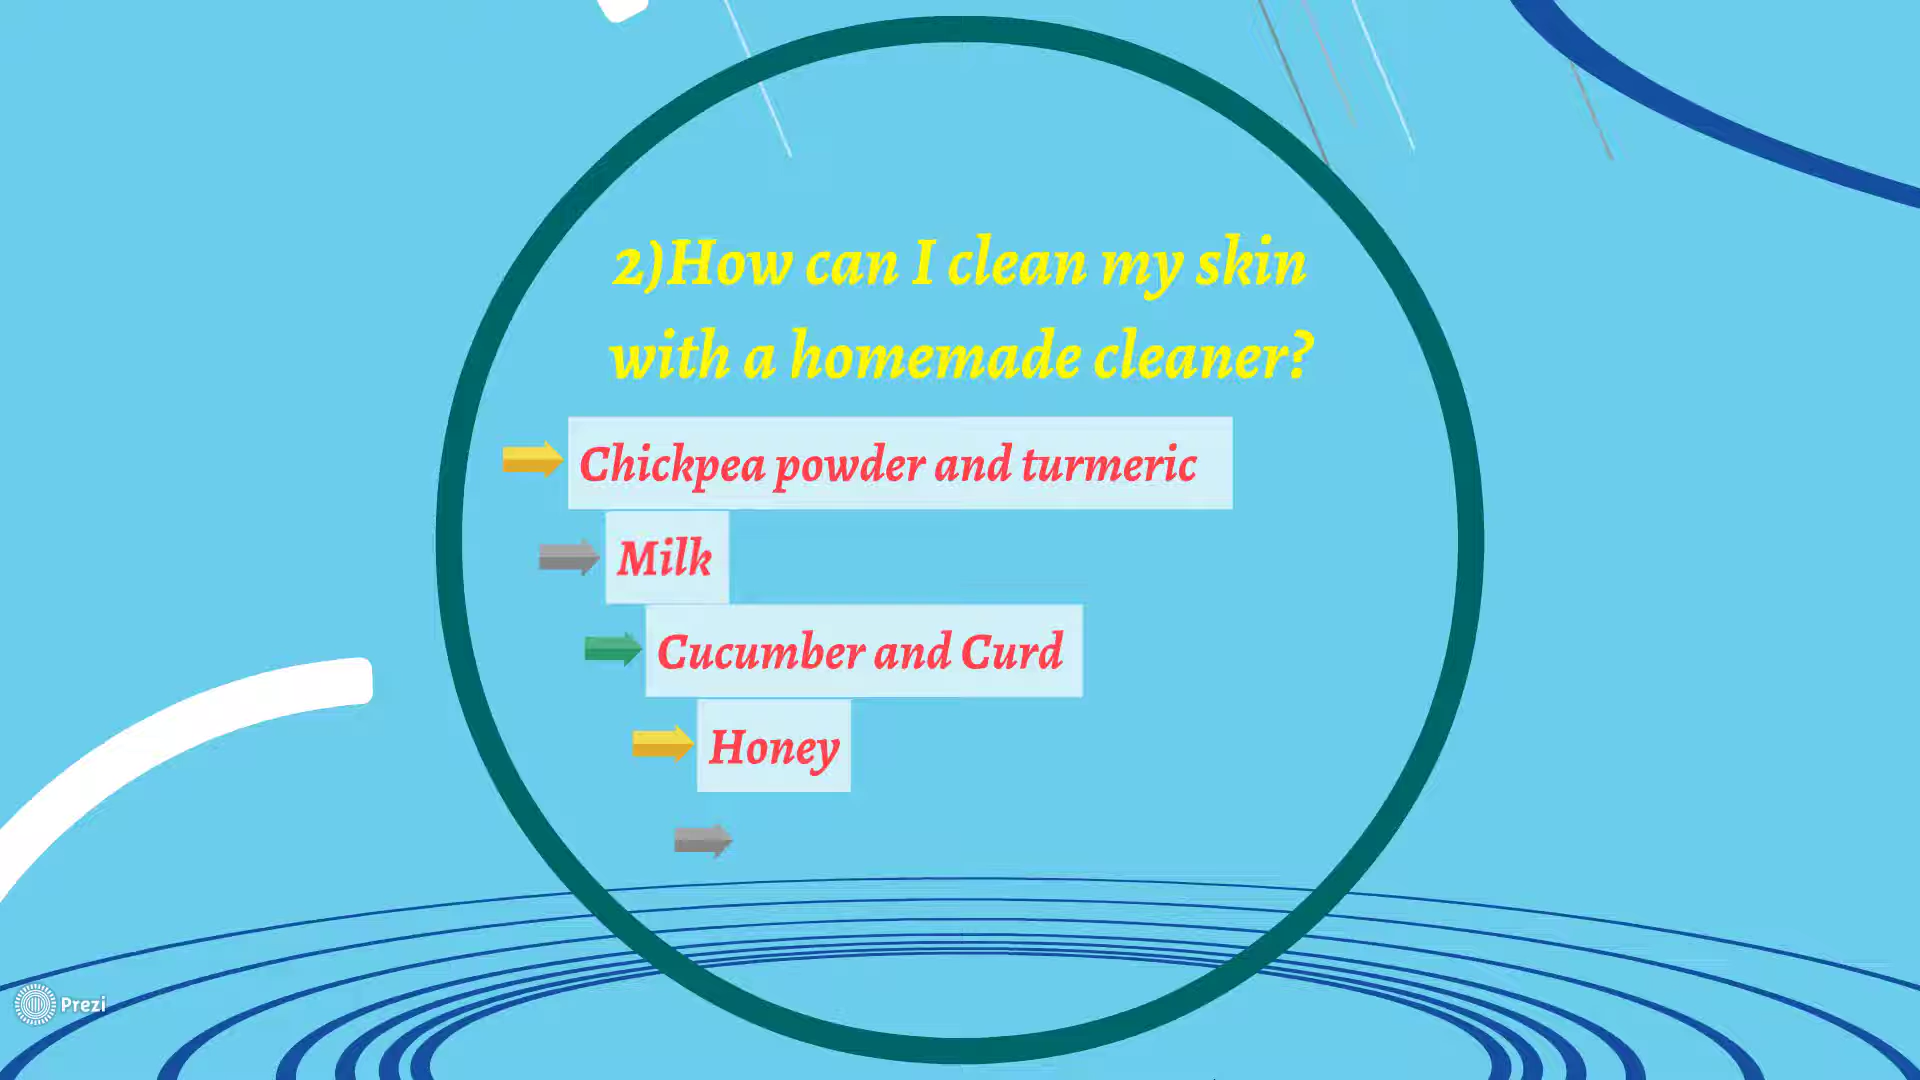 2)How can I clean my skin
with a homemade cleaner?
Chickpea powder and turmeric
Milk
Cucumber and Curd
Honey
Prezi